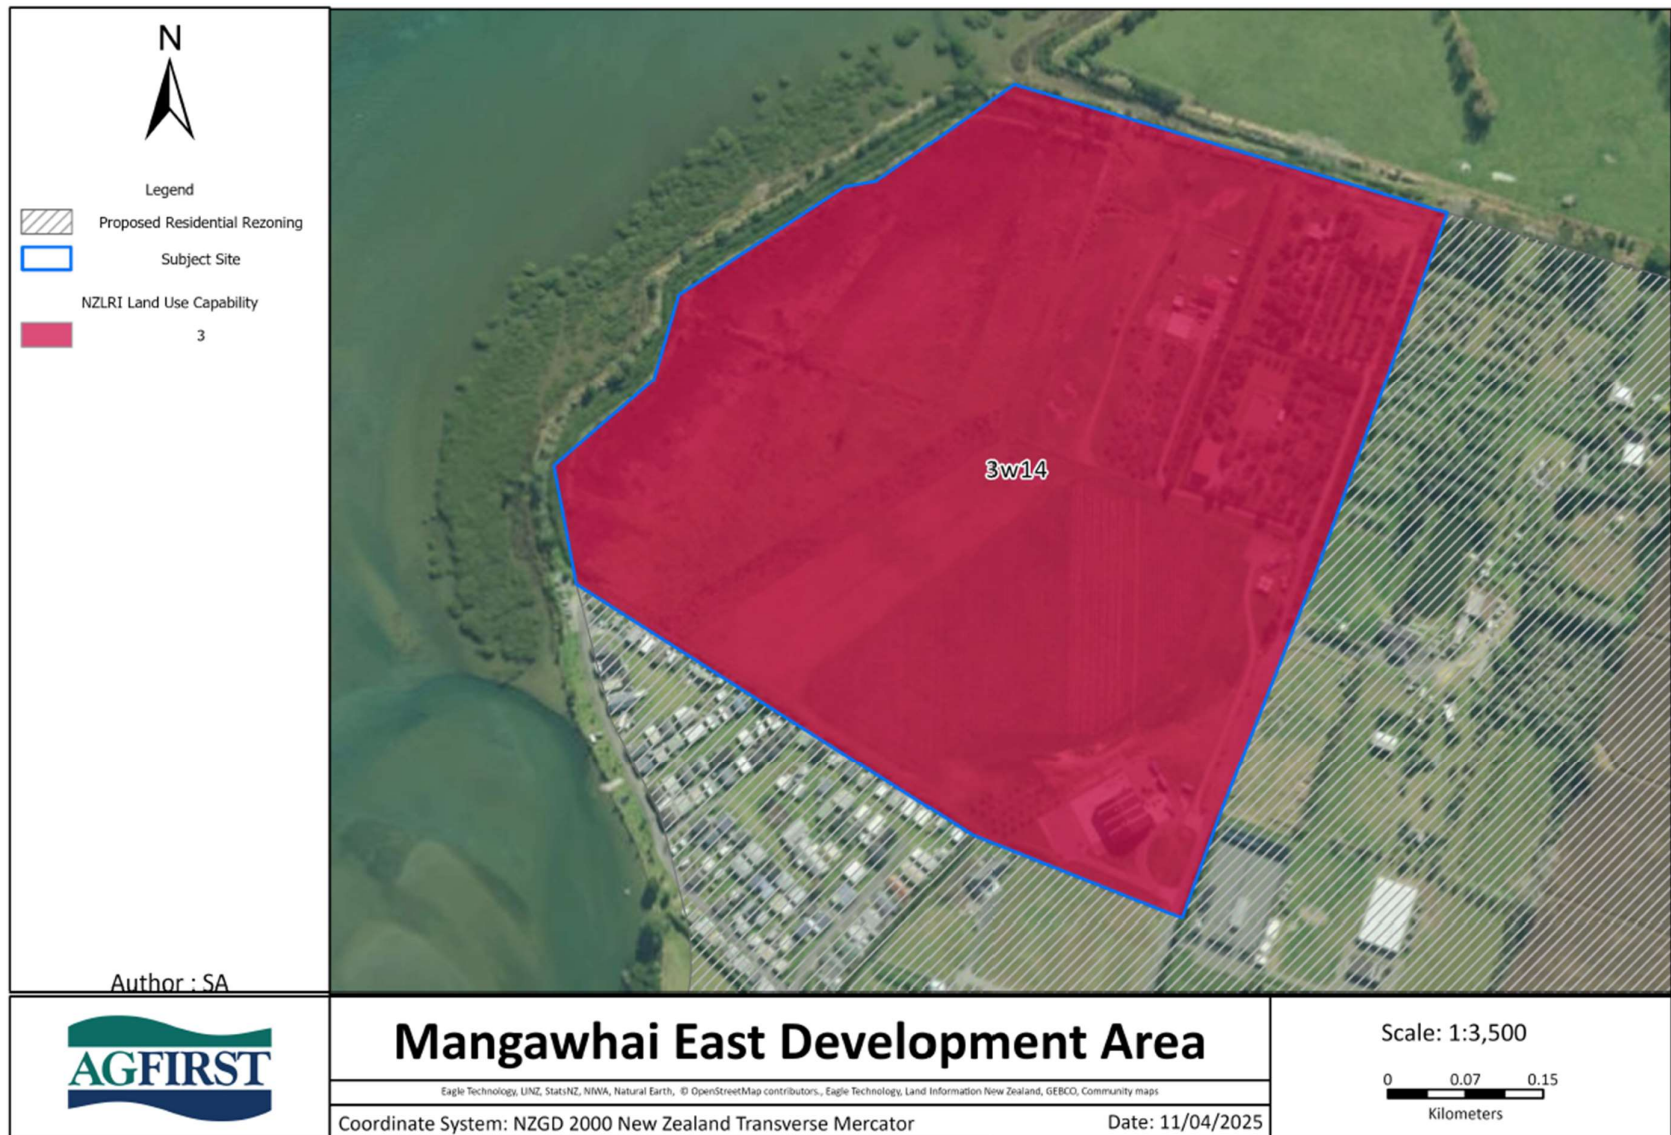 N
Legend
Proposed Residential Rezoning
Subject Site
NZLRI Land Use Capability
3
3w14
Author : SA
AGFIRST
Mangawhai East Development Area
Eagle Technology, LINZ, StatsNZ, NIWA, Natural Earth, © OpenStreetMap contributors., Eagle Technology, Land Information New Zealand, GEBCO, Community maps
Coordinate System: NZGD 2000 New Zealand Transverse Mercator
Date: 11/04/2025
Scale: 1:3,500
0 0.07 0.15
Kilometers